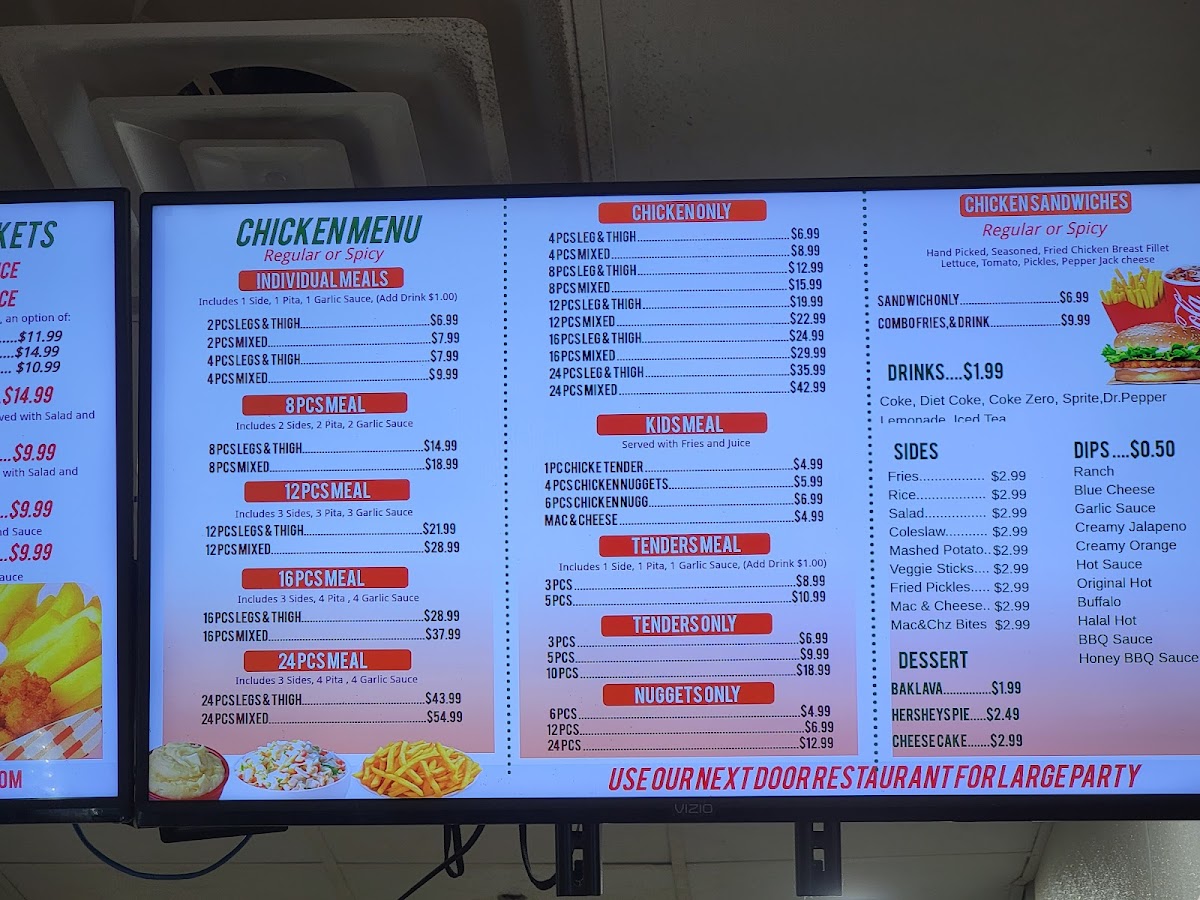 KETS
CE
CE
, an option of:
.....$11.99
....$14.99
.... $10.99
.$14.99
ved with Salad and
...$9.99
with Salad and
...$9.99
nd Sauce
...$9.99
auce
OM
CHICKEN MENU
Regular or Spicy
INDIVIDUAL MEALS
Includes 1 Side, 1 Pita, 1 Garlic Sauce, (Add Drink $1.00)
2 PCS LEGS & THIGH....$6.99
2 PCS MIXED....$7.99
4 PCS LEGS & THIGH....$7.99
4 PCS MIXED....$9.99
8 PCS MEAL
Includes 2 Sides, 2 Pita, 2 Garlic Sauce
8 PCS LEGS & THIGH....$14.99
8 PCS MIXED....$18.99
12 PCS MEAL
Includes 3 Sides, 3 Pita, 3 Garlic Sauce
12 PCS LEGS & THIGH....$21.99
12 PCS MIXED....$28.99
16 PCS MEAL
Includes 3 Sides, 4 Pita , 4 Garlic Sauce
16 PCS LEGS & THIGH....$28.99
16 PCS MIXED....$37.99
24 PCS MEAL
Includes 3 Sides, 4 Pita , 4 Garlic Sauce
24 PCS LEGS & THIGH....$43.99
24 PCS MIXED....$54.99
CHICKEN ONLY
4 PCS LEG & THIGH....$6.99
4 PCS MIXED....$8.99
8 PCS LEG & THIGH....$12.99
8 PCS MIXED....$15.99
12 PCS LEG & THIGH....$19.99
12 PCS MIXED....$22.99
16 PCS LEG & THIGH....$24.99
16 PCS MIXED....$29.99
24 PCS LEG & THIGH....$35.99
24 PCS MIXED....$42.99
KIDS MEAL
Served with Fries and Juice
1 PC CHICKE TENDER....$4.99
4 PCS CHICKEN NUGGETS....$5.99
6 PCS CHICKEN NUGG....$6.99
MAC & CHEESE....$4.99
TENDERS MEAL
Includes 1 Side, 1 Pita, 1 Garlic Sauce, (Add Drink $1.00)
3 PCS....$8.99
5 PCS....$10.99
TENDERS ONLY
3 PCS....$6.99
5 PCS....$9.99
10 PCS....$18.99
NUGGETS ONLY
6 PCS....$4.99
12 PCS....$6.99
24 PCS....$12.99
CHICKEN SANDWICHES
Regular or Spicy
Hand Picked, Seasoned, Fried Chicken Breast Fillet
Lettuce, Tomato, Pickles, Pepper Jack cheese
SANDWICH ONLY....$6.99
COMBO FRIES, & DRINK....$9.99
DRINKS....$1.99
Coke, Diet Coke, Coke Zero, Sprite,Dr.Pepper
Lemonade, Iced Tea
SIDES
Fries................ $2.99
Rice................. $2.99
Salad............... $2.99
Coleslaw.......... $2.99
Mashed Potato.. $2.99
Veggie Sticks.... $2.99
Fried Pickles..... $2.99
Mac & Cheese.. $2.99
Mac&Chz Bites $2.99
DIPS....$0.50
Ranch
Blue Cheese
Garlic Sauce
Creamy Jalapeno
Creamy Orange
Hot Sauce
Original Hot
Buffalo
Halal Hot
BBQ Sauce
Honey BBQ Sauce
DESSERT
BAKLAVA....$1.99
HERSHEYS PIE.....$2.49
CHEESE CAKE.......$2.99
USE OUR NEXT DOOR RESTAURANT FOR LARGE PARTY
VIZIO